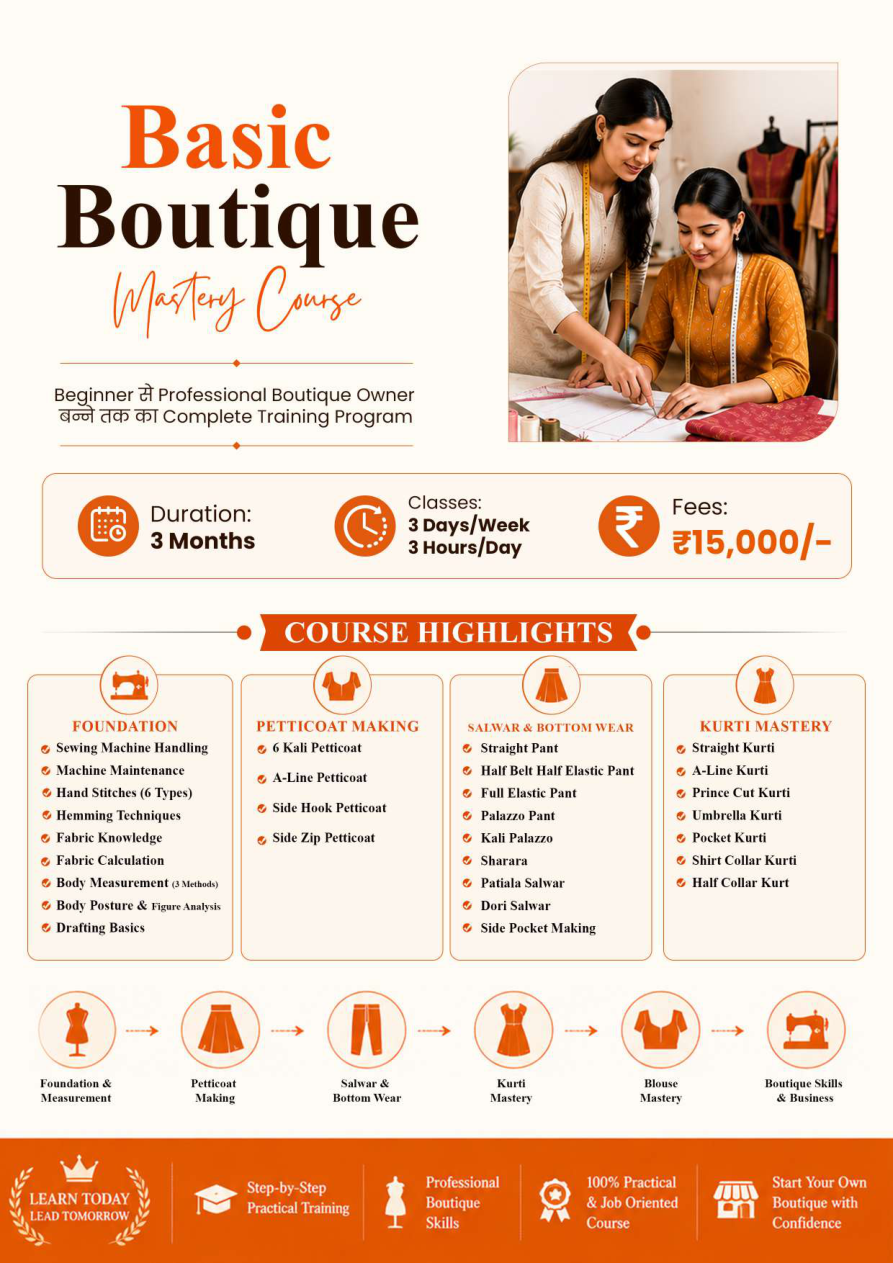 Basic
Boutique
Mastery Course
Beginner से Professional Boutique Owner
बन्ने तक का Complete Training Program
Duration:
3 Months
Classes:
3 Days/Week
3 Hours/Day
Fees:
₹15,000/-
COURSE HIGHLIGHTS
FOUNDATION
Sewing Machine Handling
Machine Maintenance
Hand Stitches (6 Types)
Hemming Techniques
Fabric Knowledge
Fabric Calculation
Body Measurement (3 Methods)
Body Posture & Figure Analysis
Drafting Basics
PETTICOAT MAKING
6 Kali Petticoat
A-Line Petticoat
Side Hook Petticoat
Side Zip Petticoat
SALWAR & BOTTOM WEAR
Straight Pant
Half Belt Half Elastic Pant
Full Elastic Pant
Palazzo Pant
Kali Palazzo
Sharara
Patiala Salwar
Dori Salwar
Side Pocket Making
KURTI MASTERY
Straight Kurti
A-Line Kurti
Prince Cut Kurti
Umbrella Kurti
Pocket Kurti
Shirt Collar Kurti
Half Collar Kurt
Foundation &
Measurement
Petticoat
Making
Salwar &
Bottom Wear
Kurti
Mastery
Blouse
Mastery
Boutique Skills
& Business
LEARN TODAY
LEAD TOMORROW
Step-by-Step
Practical Training
Professional
Boutique
Skills
100% Practical
& Job Oriented
Course
Start Your Own
Boutique with
Confidence